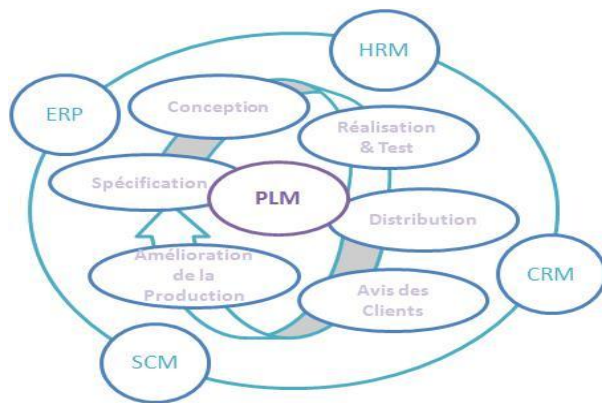 HRM
ERP
Conception
Réalisation
& Test
Spécification
PLM
Distribution
Amélioration
de la
Production
Avis des
Clients
CRM
SCM